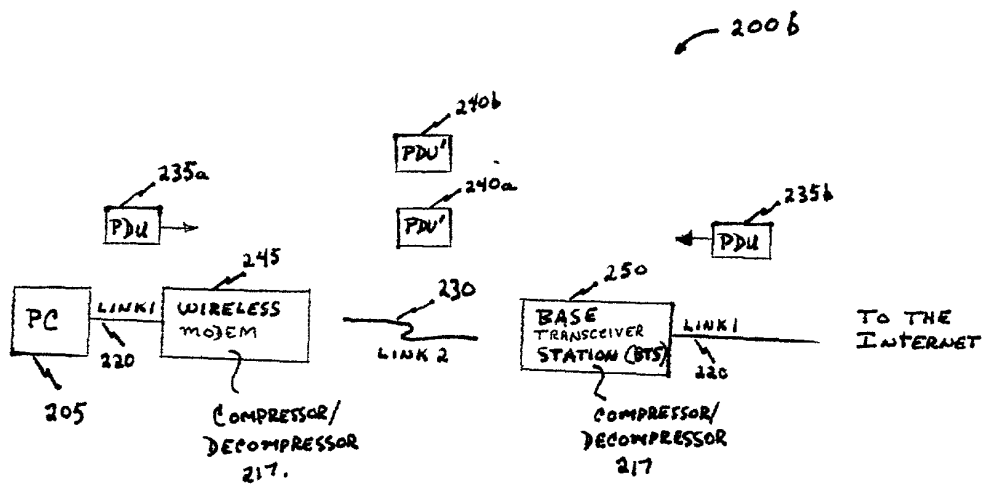 200b
240b
PDU'
235a
PDU
240a
PDU'
235b
PDU
245
230
250
PC
LINK1
220
205
WIRELESS
MODEM
LINK 2
BASE
TRANSCEIVER
STATION (BTS)
LINK1
220
TO THE
INTERNET
COMPRESSOR/
DECOMPRESSOR
217.
COMPRESSOR/
DECOMPRESSOR
217